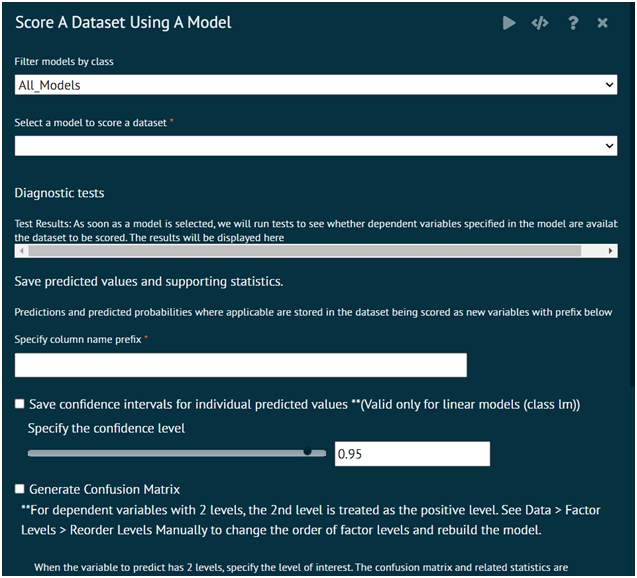 Score A Dataset Using A Model
Filter models by class
All_Models
Select a model to score a dataset *
Diagnostic tests
Test Results: As soon as a model is selected, we will run tests to see whether dependent variables specified in the model are availat
the dataset to be scored. The results will be displayed here
Save predicted values and supporting statistics.
Predictions and predicted probabilities where applicable are stored in the dataset being scored as new variables with prefix below
Specify column name prefix *
Save confidence intervals for individual predicted values **(Valid only for linear models (class lm))
Specify the confidence level
0.95
Generate Confusion Matrix
**For dependent variables with 2 levels, the 2nd level is treated as the positive level. See Data > Factor
Levels > Reorder Levels Manually to change the order of factor levels and rebuild the model.
When the variable to predict has 2 levels, specify the level of interest. The confusion matrix and related statistics are